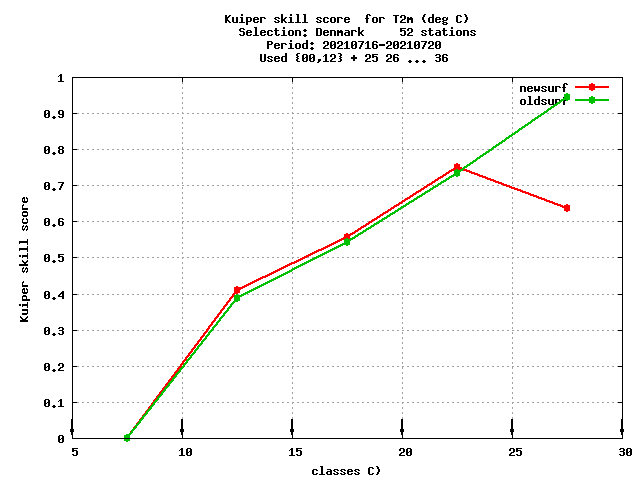 Kuiper skill score  for T2m (deg C)
Selection: Denmark     52 stations
Period: 20210716-20210720
Used {00,12} + 25 26 ... 36
newsurf
oldsurf
1
0.9
0.8
0.7
0.6
0.5
0.4
0.3
0.2
0.1
0
Kuiper skill score
5 10 15 20 25 30
classes C)